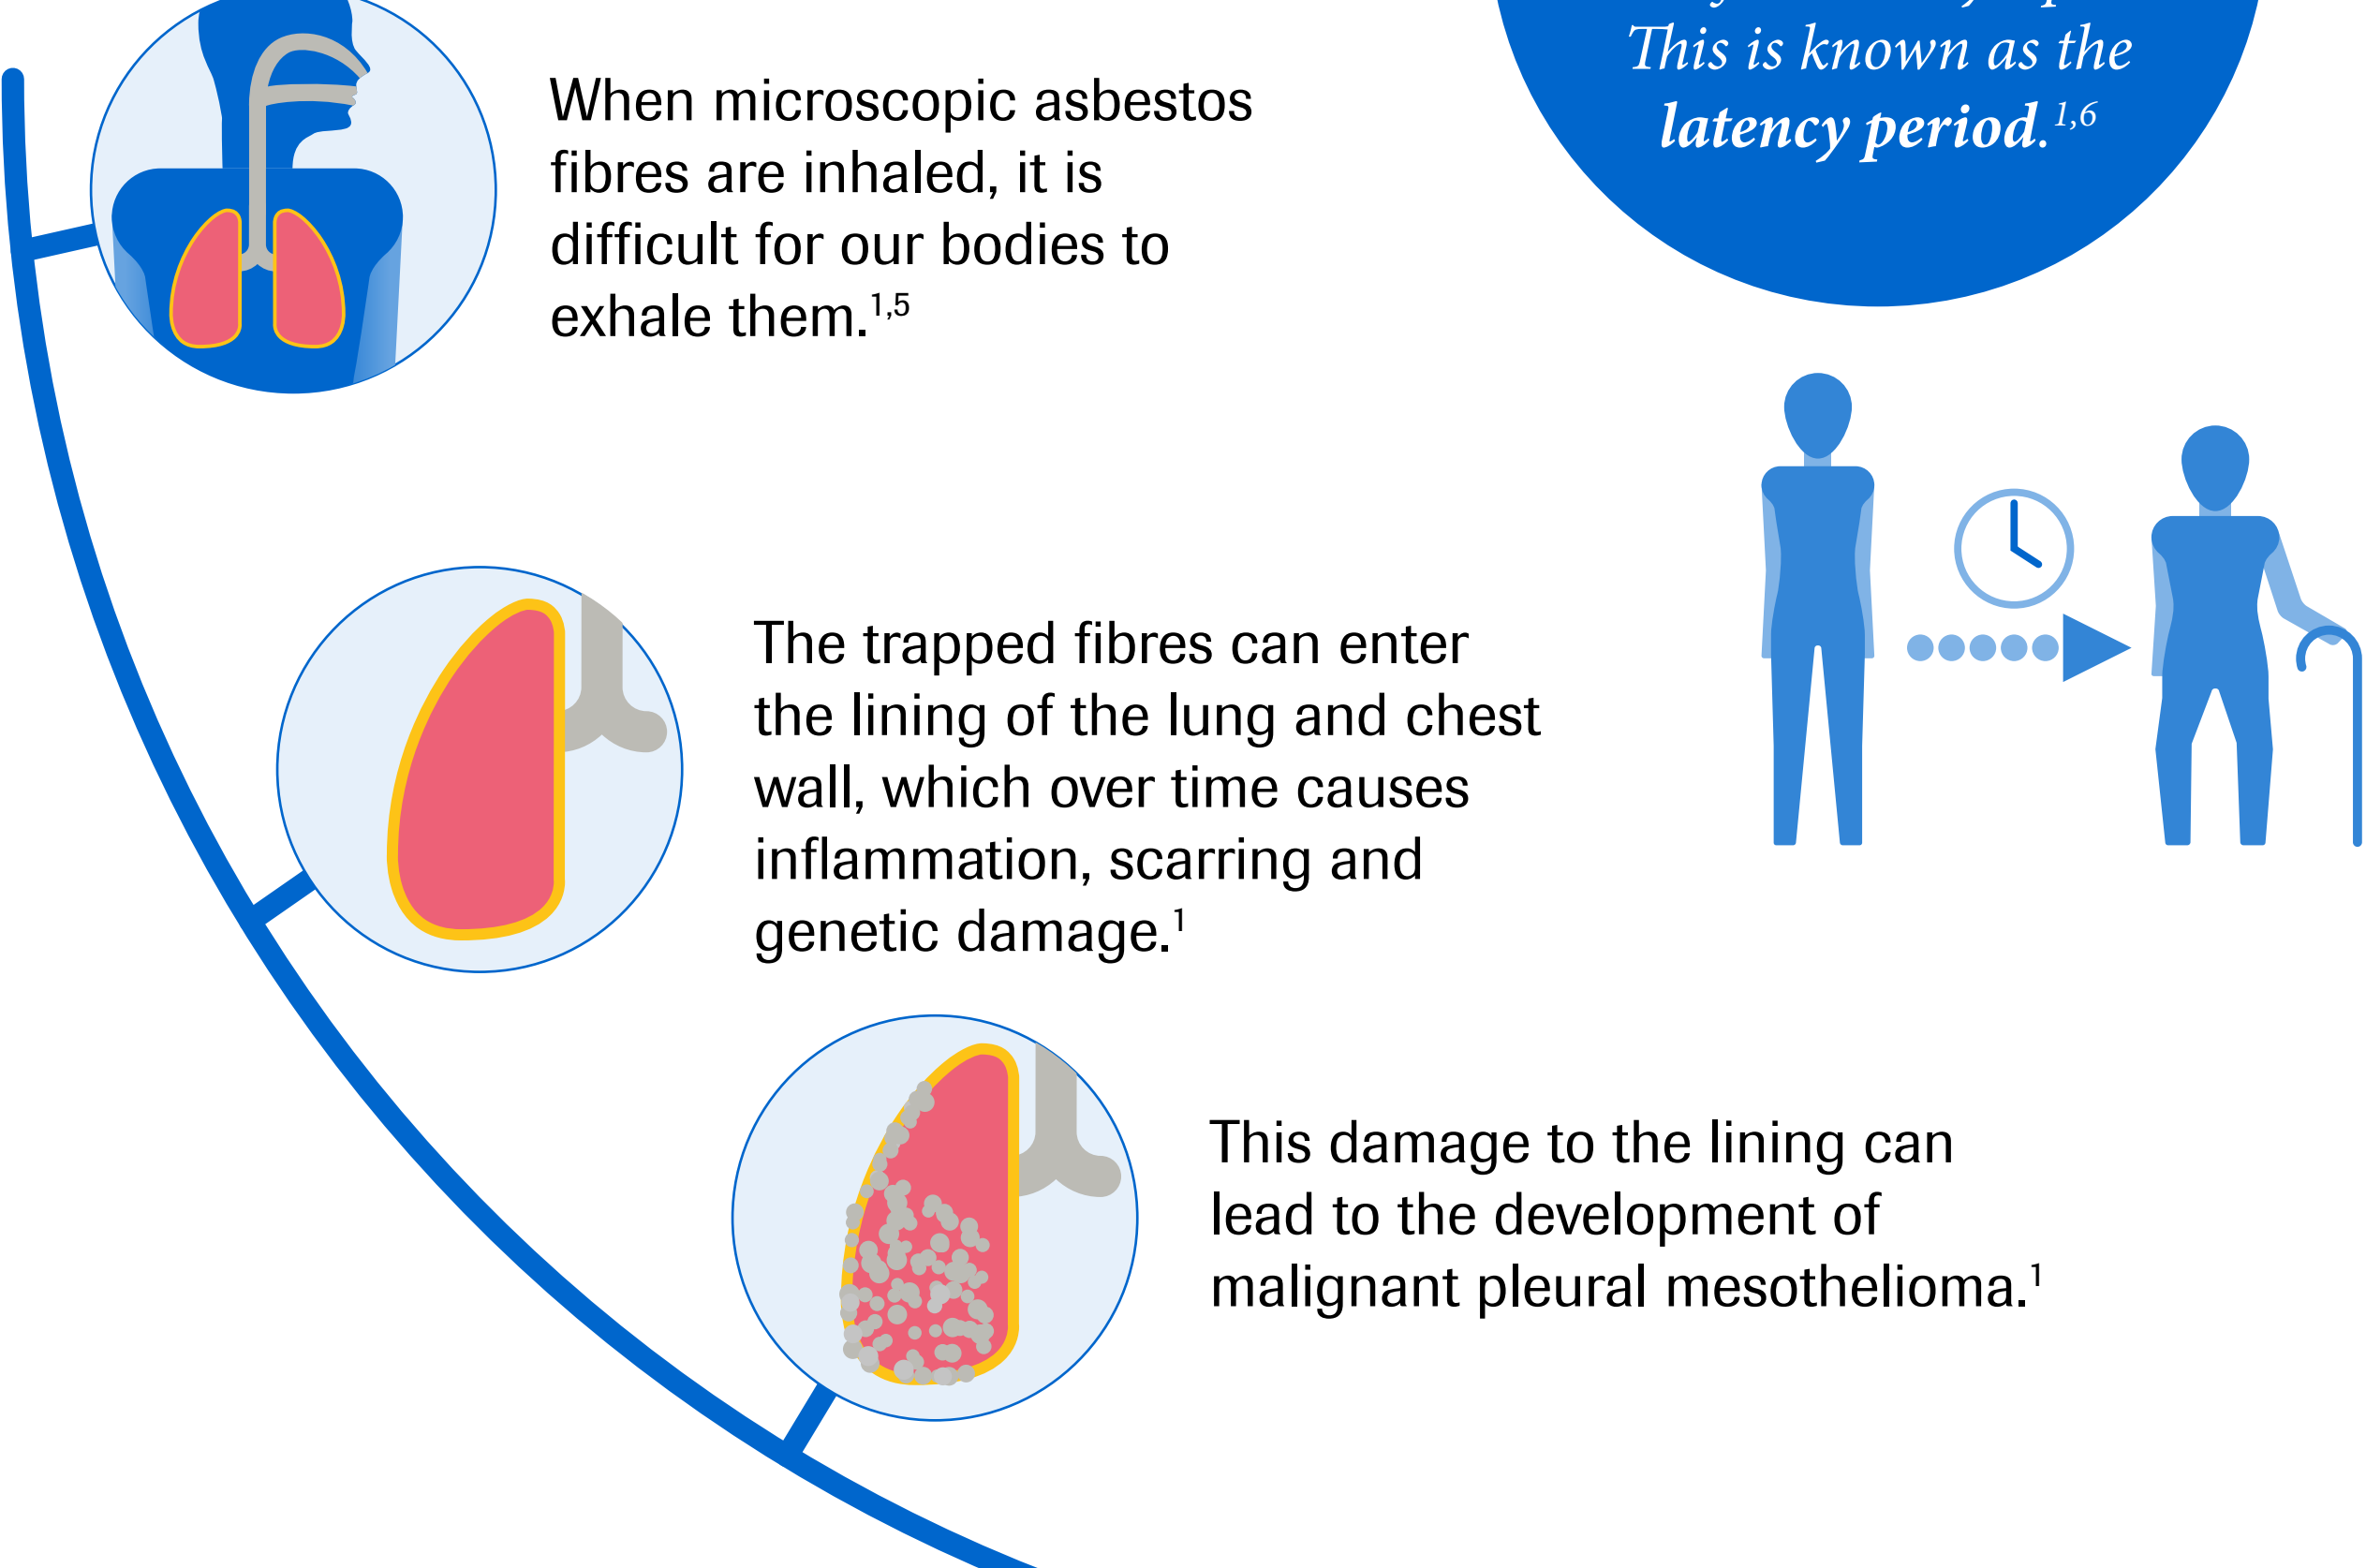 This is known as the
latency period.1,6
When microscopic asbestos
fibres are inhaled, it is
difficult for our bodies to
exhale them.1,5
The trapped fibres can enter
the lining of the lung and chest
wall, which over time causes
inflammation, scarring and
genetic damage.1
This damage to the lining can
lead to the development of
malignant pleural mesothelioma.1